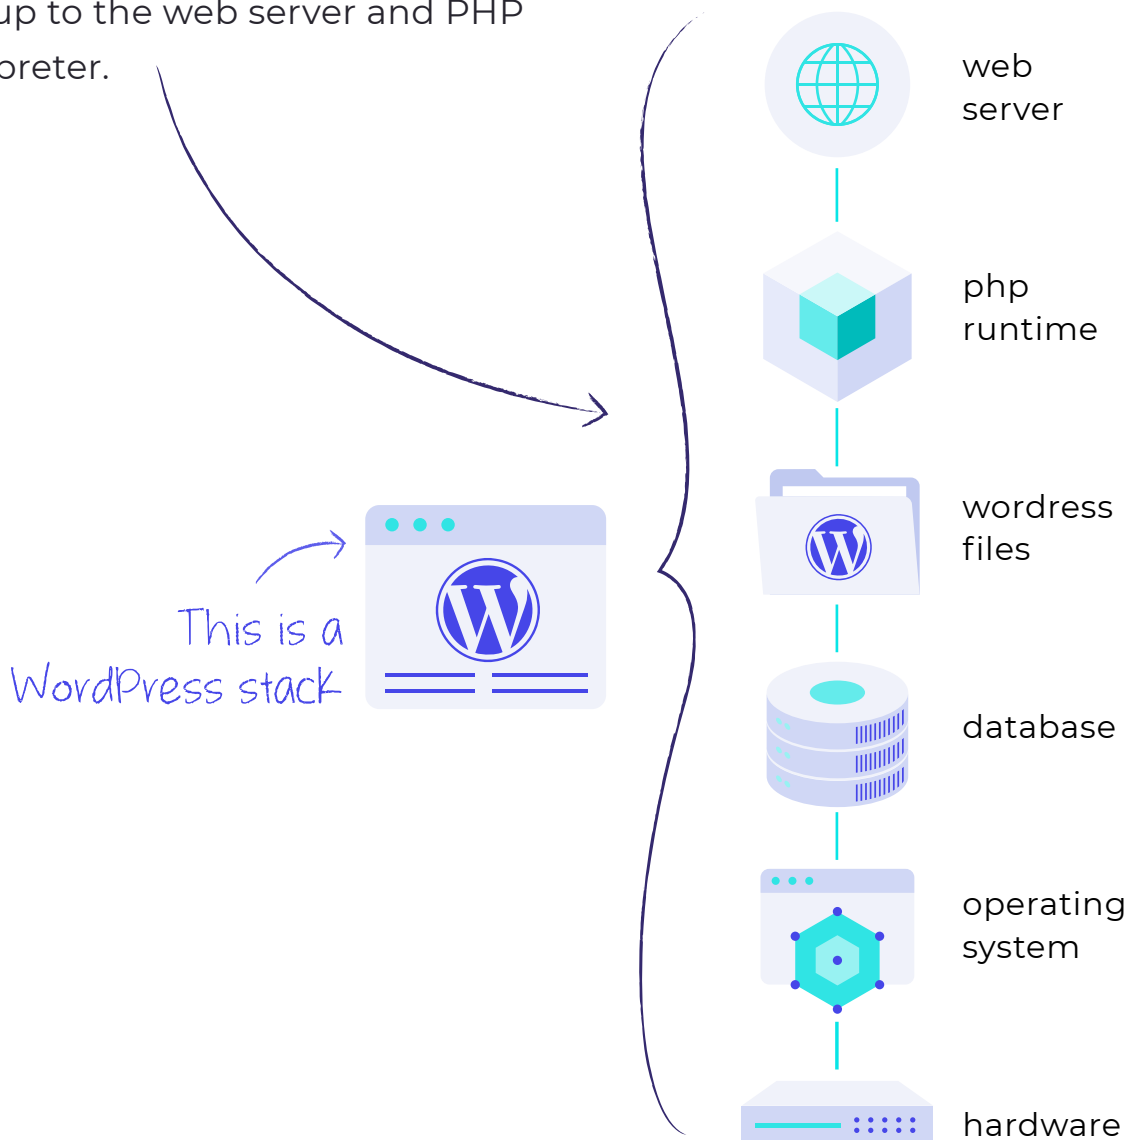 up to the web server and PHP
preter.
web
server
php
runtime
wordress
files
This is a
WordPress stack
database
operating
system
hardware